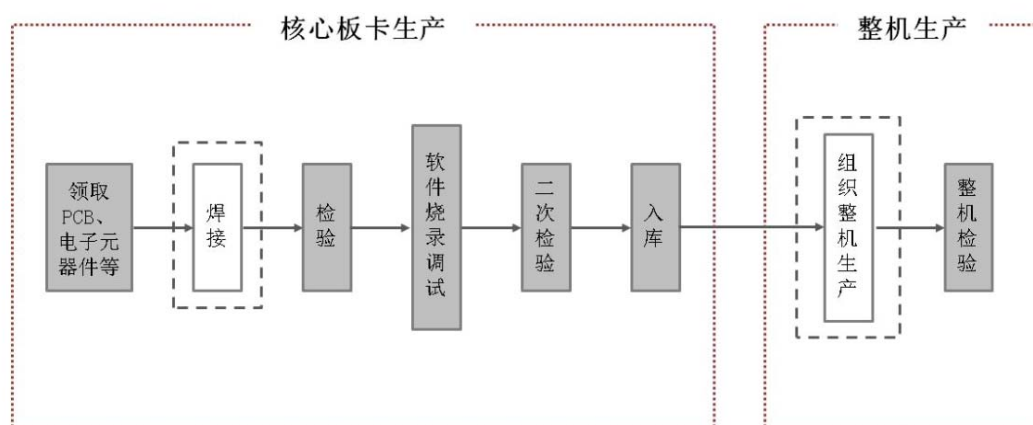 核心板卡生产
整机生产
领取
PCB、
电子元
器件等
焊接
检验
软件烧录调试
二次检验
入库
组织整机生产
整机检验